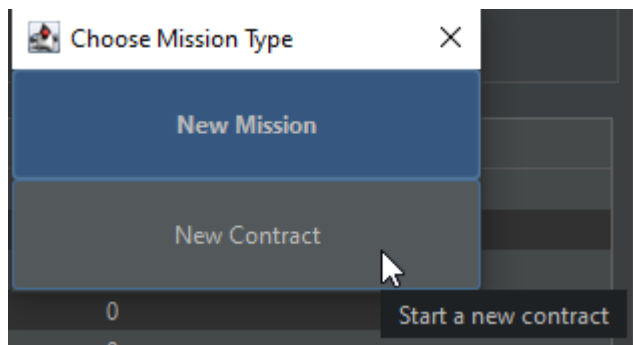 Choose Mission Type
New Mission
New Contract
0
Start a new contract